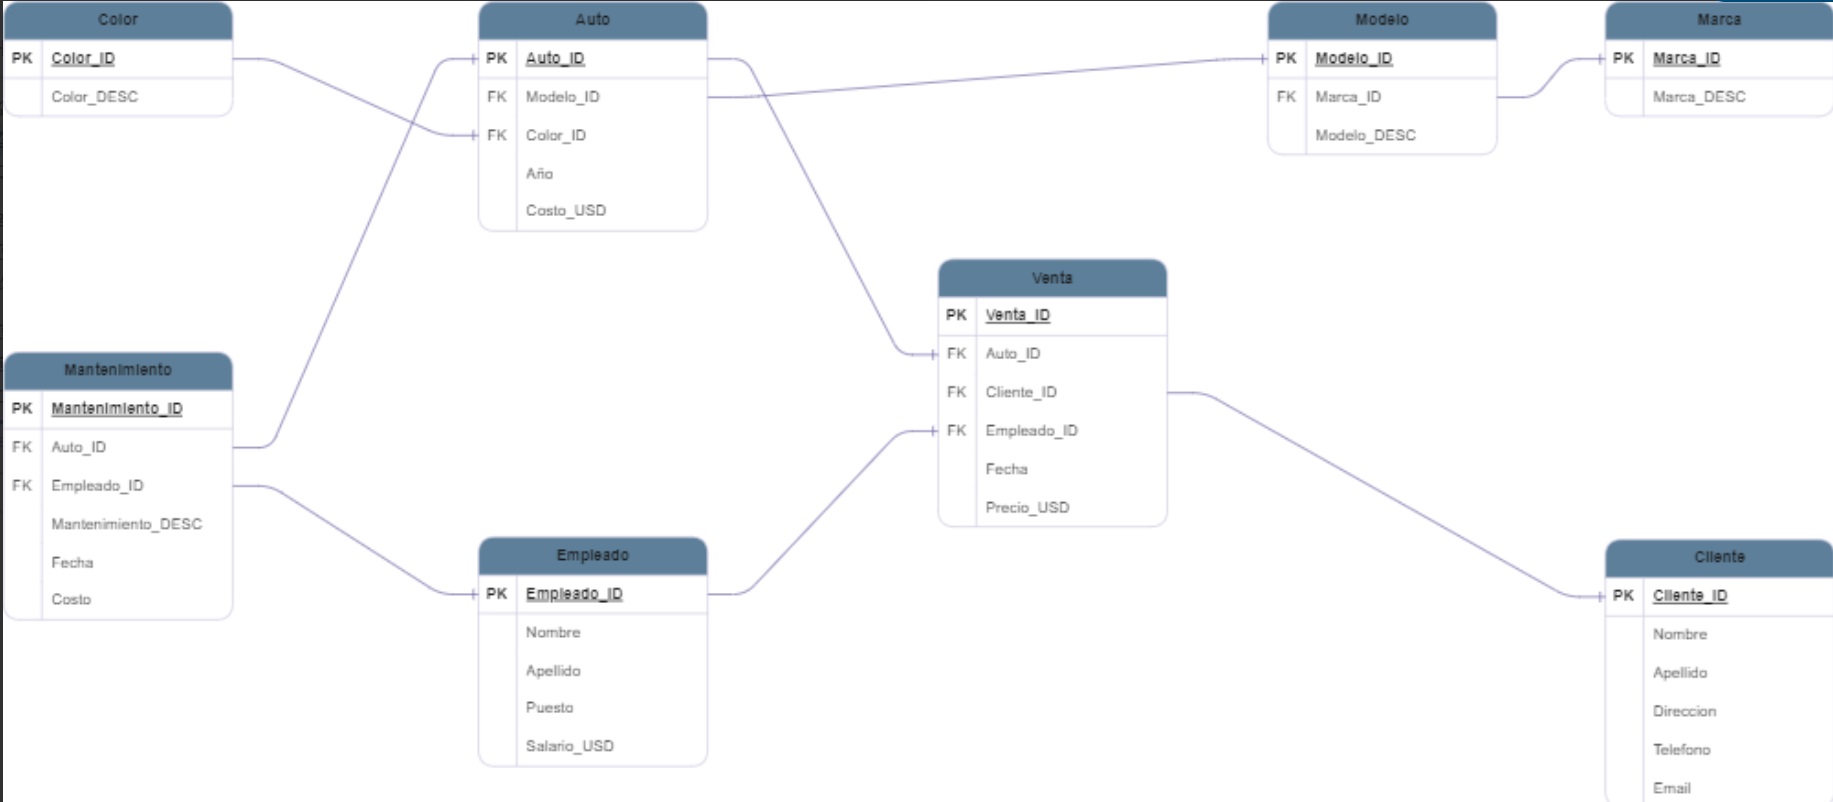 Color
PK Color_ID
Color_DESC
Auto
PK Auto_ID
FK Modelo_ID
FK Color_ID
Año
Costo_USD
Modelo
PK Modelo_ID
FK Marca_ID
Modelo_DESC
Marca
PK Marca_ID
Marca_DESC
Venta
PK Venta_ID
FK Auto_ID
FK Cliente_ID
FK Empleado_ID
Fecha
Precio_USD
Mantenimiento
PK Mantenimiento_ID
FK Auto_ID
FK Empleado_ID
Mantenimiento_DESC
Fecha
Costo
Empleado
PK Empleado_ID
Nombre
Apellido
Puesto
Salario_USD
Cliente
PK Cliente_ID
Nombre
Apellido
Direccion
Telefono
Email